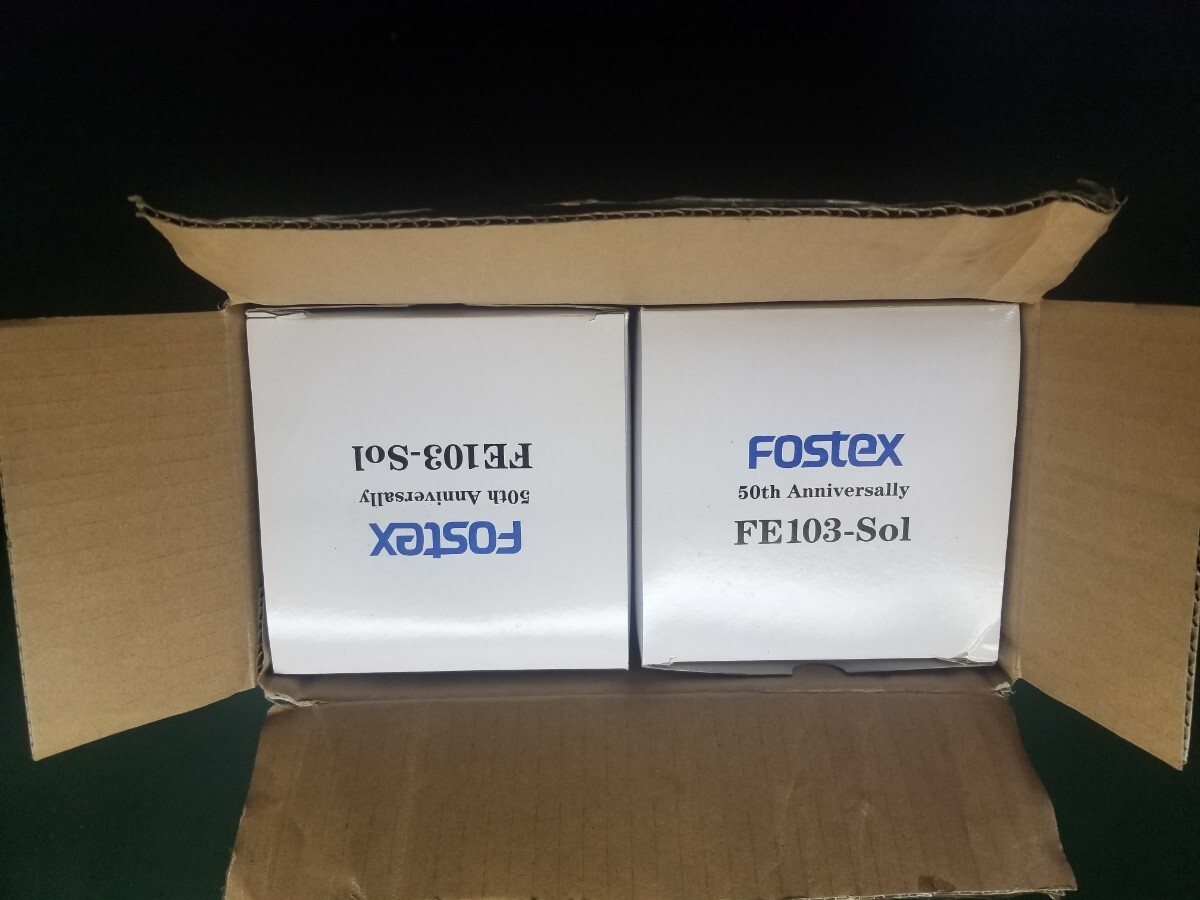 FE103-Sol
50th Anniversally
FOSTEX
FOSTEX
50th Anniversally
FE103-Sol